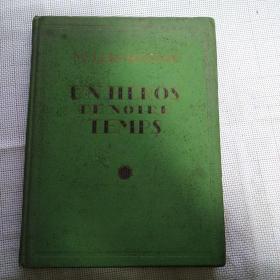 UN HEROS
DE NOTRE
TEMPS